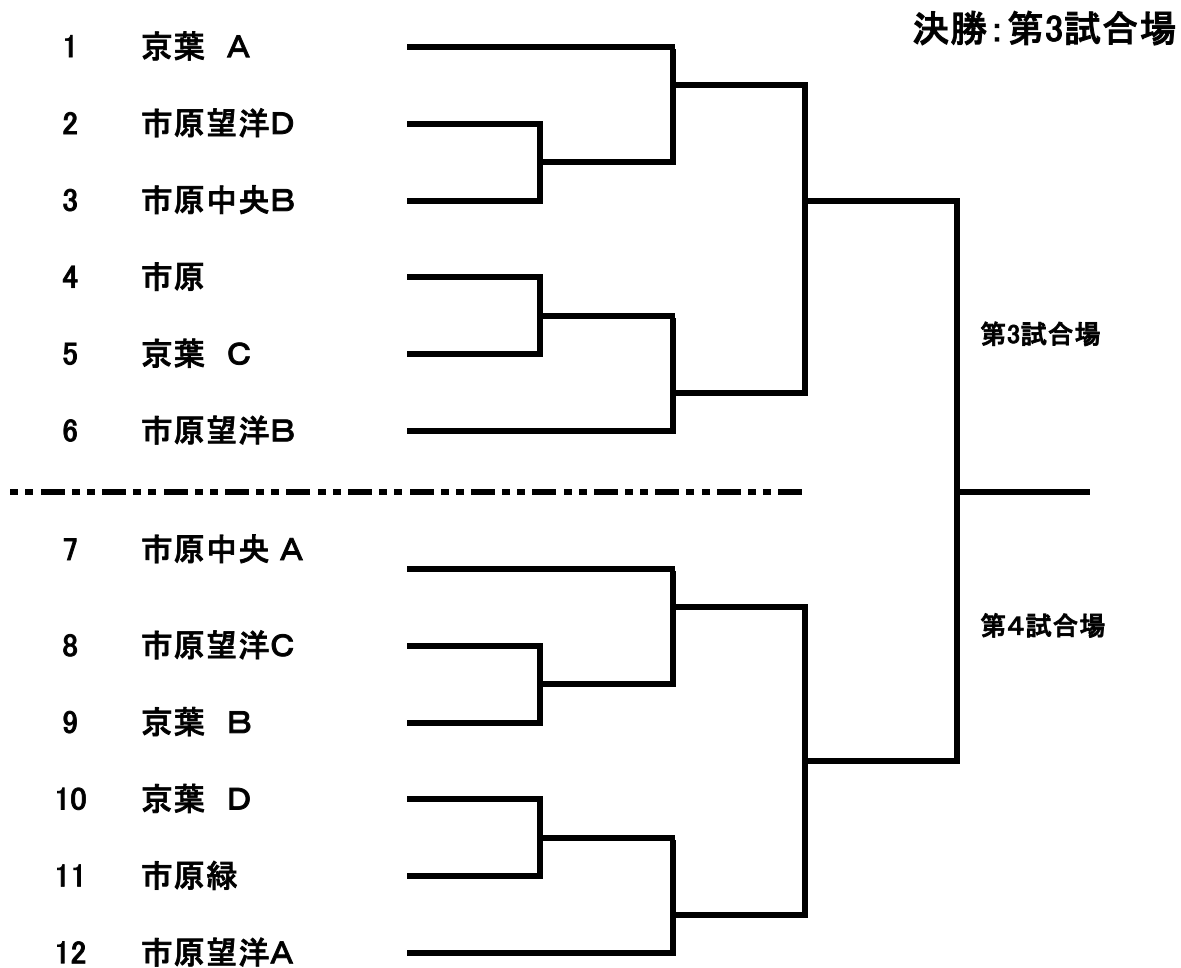 決勝：第3試合場
1 京葉　A
2 市原望洋D
3 市原中央B
4 市原
5 京葉　C
第3試合場
6 市原望洋B
7 市原中央 A
8 市原望洋C
第4試合場
9 京葉　B
10 京葉　D
11 市原緑
12 市原望洋A